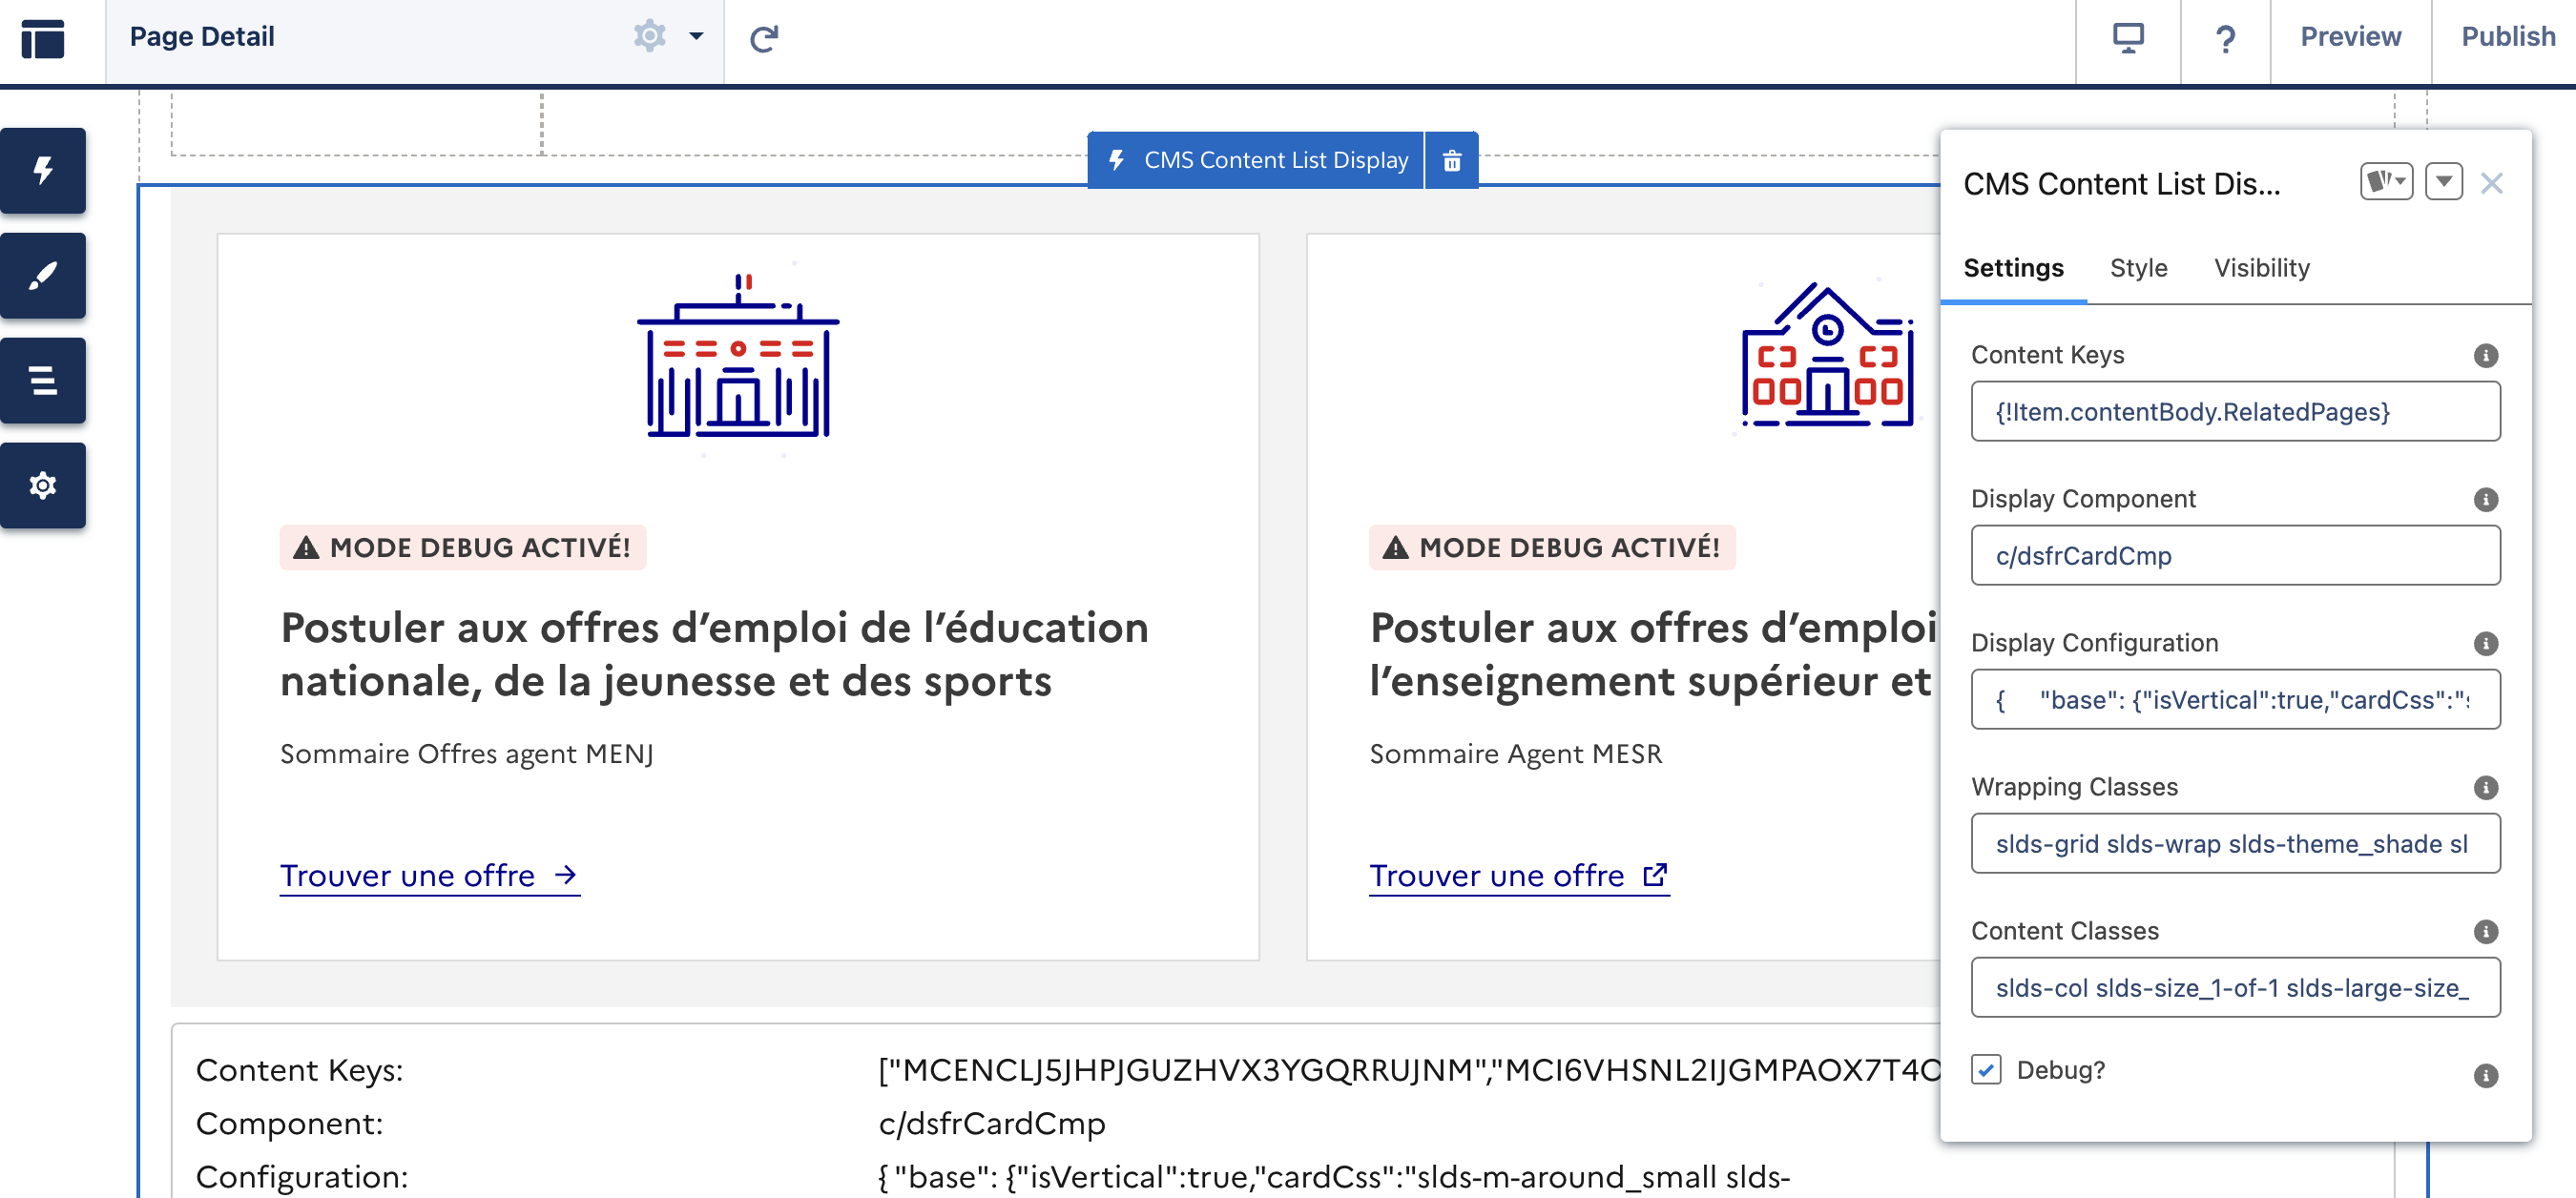 Page Detail
Preview
Publish
CMS Content List Display
MODE DEBUG ACTIVÉ!
Postuler aux offres d’emploi de l’éducation
nationale, de la jeunesse et des sports
Sommaire Offres agent MENJ
Trouver une offre
MODE DEBUG ACTIVÉ!
Postuler aux offres d’emploi
l’enseignement supérieur et
Sommaire Agent MESR
Trouver une offre
Content Keys: ["MCENCLJ5JHPJGUZHVX3YGQRRUJNM","MCI6VHSNL2IJGMPAOX7T4C
Component: c/dsfrCardCmp
Configuration: { "base": {"isVertical":true,"cardCss":"slds-m-around_small slds-
CMS Content List Dis...
Settings Style Visibility
Content Keys
{!Item.contentBody.RelatedPages}
Display Component
c/dsfrCardCmp
Display Configuration
{ "base": {"isVertical":true,"cardCss":"
Wrapping Classes
slds-grid slds-wrap slds-theme_shade sl
Content Classes
slds-col slds-size_1-of-1 slds-large-size_
Debug?